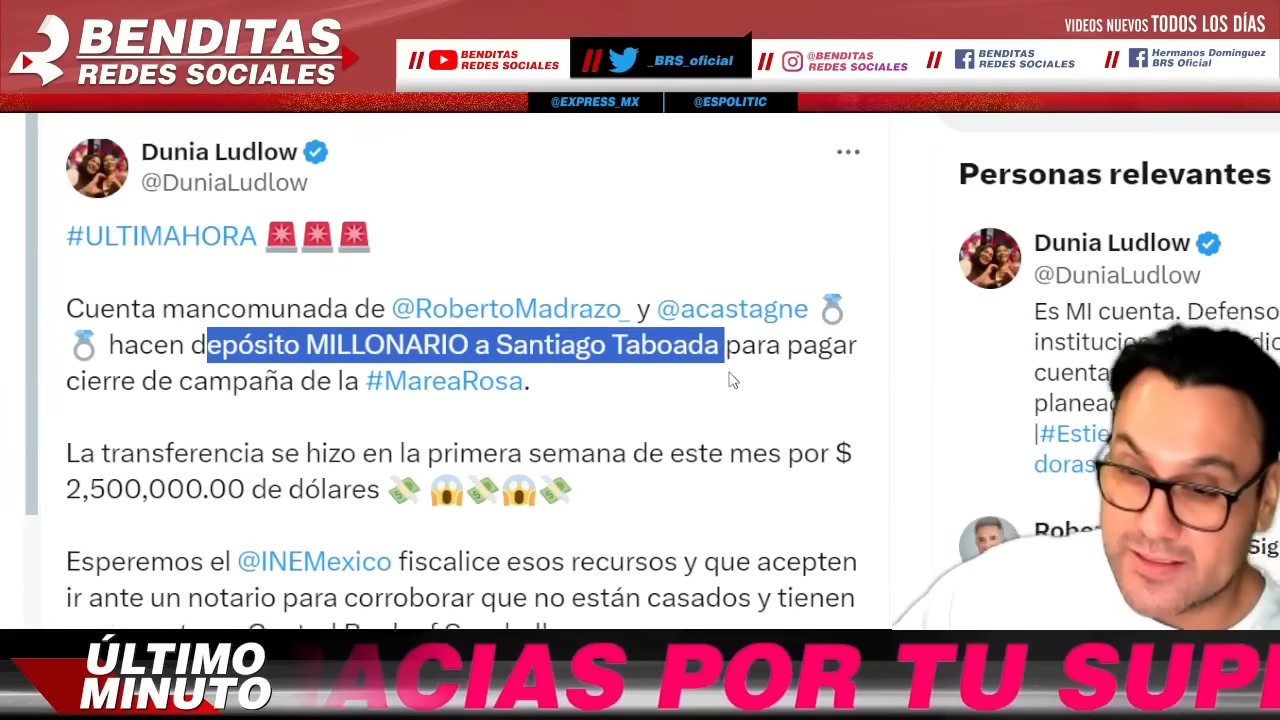 BENDITAS
REDES SOCIALES
VIDEOS NUEVOS TODOS LOS DÍAS
// BENDITAS
REDES SOCIALES
// _BRS_oficial
// @BENDITAS
REDES SOCIALES
// BENDITAS
REDES SOCIALES
// Hermanos Dominguez
BRS Oficial
@EXPRESS_MX
@ESPOLITIC
Dunia Ludlow
@DuniaLudlow
#ULTIMAHORA 🚨🚨🚨
Cuenta mancomunada de @RobertoMadrazo_ y @acastagne 💍
💍 hacen depósito MILLONARIO a Santiago Taboada para pagar
cierre de campaña de la #MareaRosa.
La transferencia se hizo en la primera semana de este mes por $
2,500,000.00 de dólares 💸 😱💸😱💸
Esperemos el @INEMexico fiscalice esos recursos y que acepten
ir ante un notario para corroborar que no están casados y tienen
Personas relevantes
Dunia Ludlow
@DuniaLudlow
Es MI cuenta. Defenso
institucion
cuenta
planeac
|#Estie
doras
Rober
Sig
ÚLTIMO
MINUTO
ACIAS POR TU SUPE